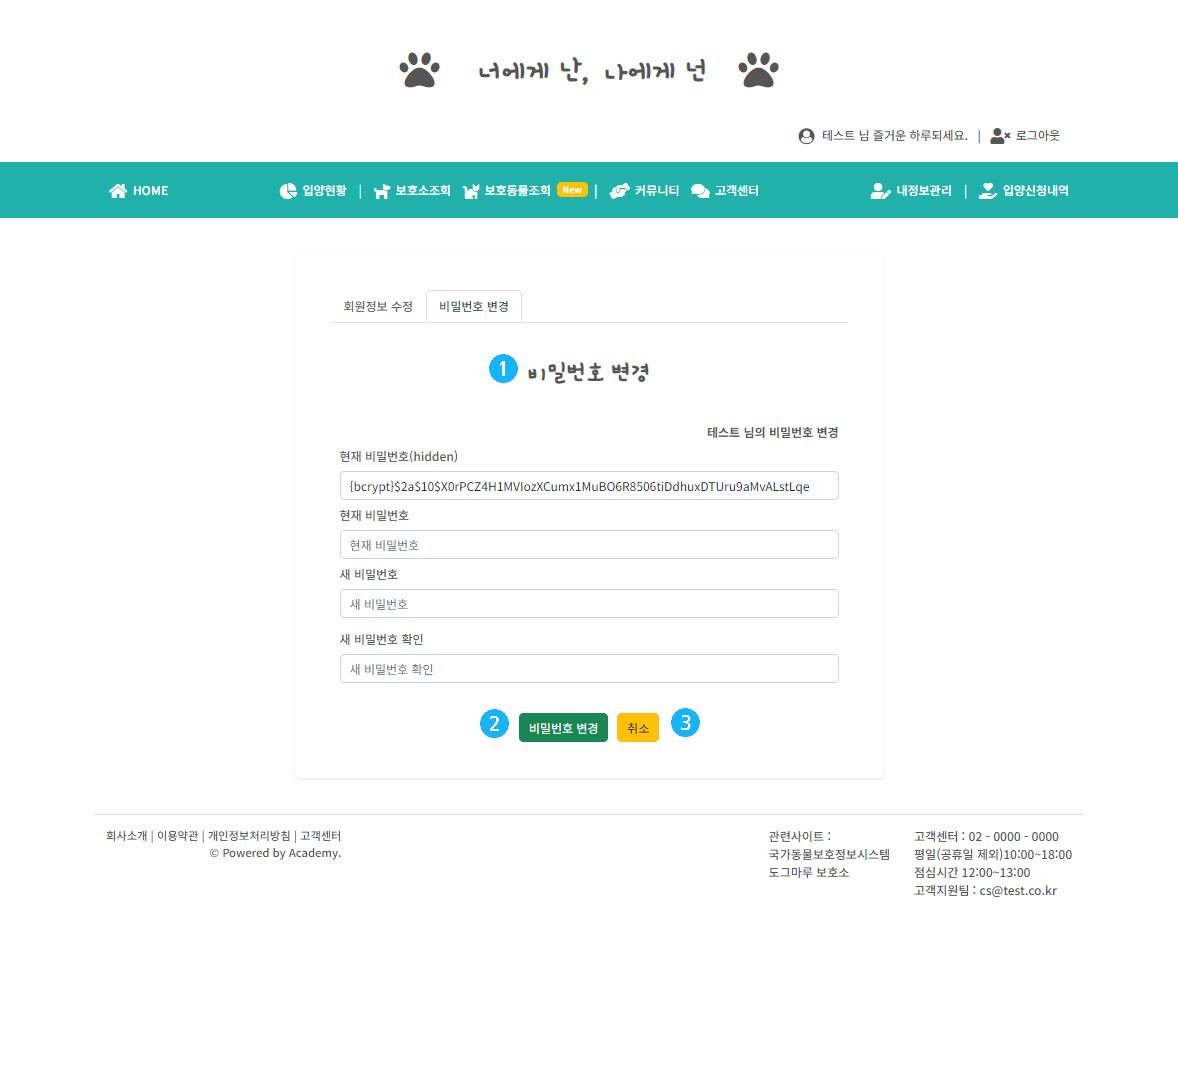 너에게 난, 나에게 넌
테스트 님 즐거운 하루되세요. | 로그아웃
HOME 입양현황 | 보호소조회 보호동물조회 New | 커뮤니티 고객센터 내정보관리 | 입양신청내역
회원정보 수정 비밀번호 변경
1 비밀번호 변경
테스트 님의 비밀번호 변경
현재 비밀번호(hidden)
{bcrypt}$2a$10$X0rPCZ4H1MVIozXCumx1MuBO6R8506tiDdhuxDTUru9aMvALstLqe
현재 비밀번호
현재 비밀번호
새 비밀번호
새 비밀번호
새 비밀번호 확인
새 비밀번호 확인
2 비밀번호 변경 취소 3
회사소개 | 이용약관 | 개인정보처리방침 | 고객센터
© Powered by Academy.
관련사이트 :
국가동물보호정보시스템
도그마루 보호소
고객센터 : 02 - 0000 - 0000
평일(공휴일 제외)10:00~18:00
점심시간 12:00~13:00
고객지원팀 : cs@test.co.kr